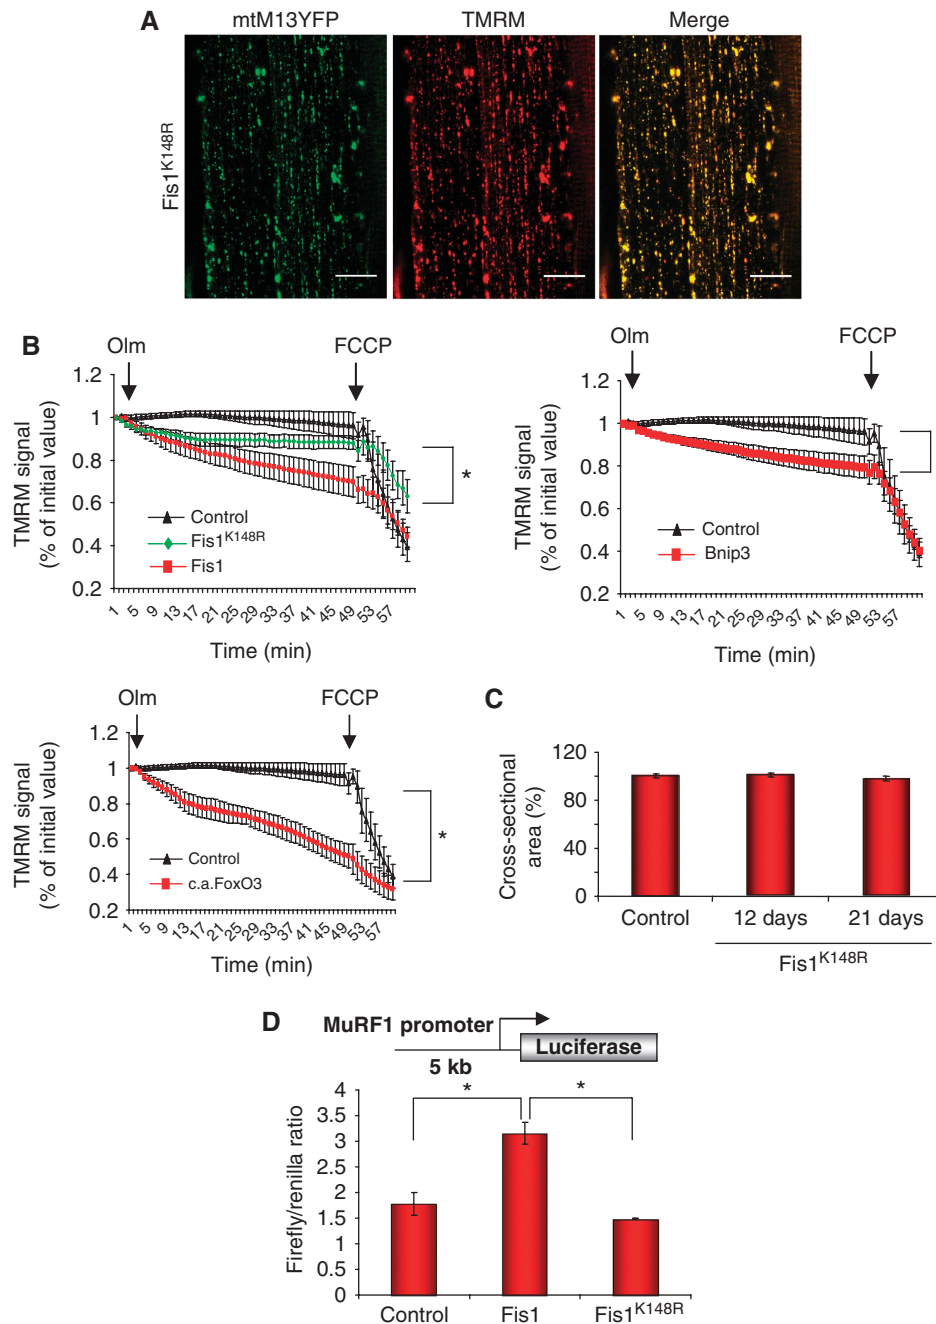 A
mtM13YFP
TMRM
Merge
Fis1K148R
B
Olm
FCCP
1.2
1
0.8
0.6
0.4
0.2
TMRM signal
(% of initial value)
Control
Fis1K148R
Fis1
*
1 5 9 13 17 21 25 29 33 37 41 45 49 53 57
Time (min)
Olm
FCCP
1.2
1
0.8
0.6
0.4
0.2
TMRM signal
(% of initial value)
Control
Bnip3
1 5 9 13 17 21 25 29 33 37 41 45 49 53 57
Time (min)
Olm
FCCP
1.2
1
0.8
0.6
0.4
0.2
TMRM signal
(% of initial value)
Control
c.a.FoxO3
*
1 5 9 13 17 21 25 29 33 37 41 45 49 53 57
Time (min)
C
120
80
40
0
Cross-sectional
area (%)
Control
12 days
21 days
Fis1K148R
D
MuRF1 promoter
Luciferase
5 kb
4
3.5
3
2.5
2
1.5
1
0.5
0
Firefly/renilla ratio
*
*
Control
Fis1
Fis1K148R